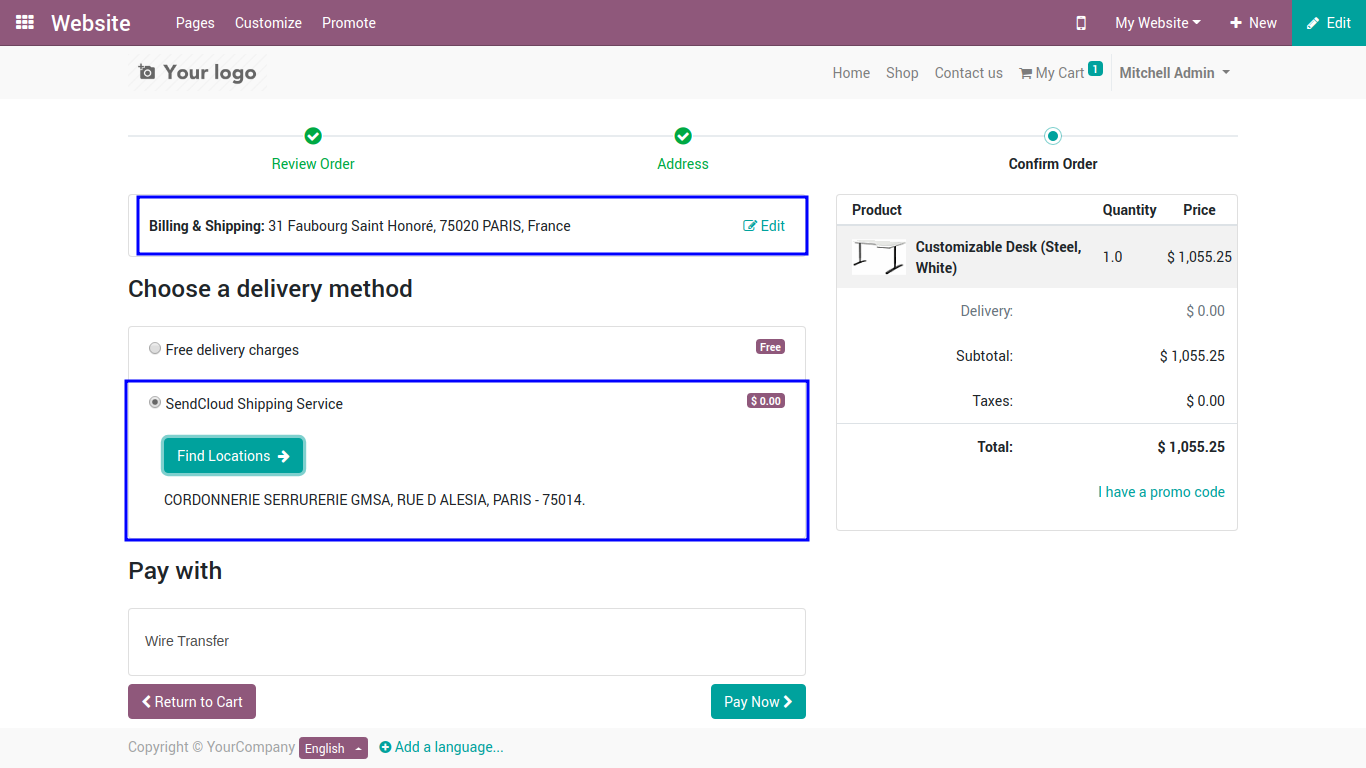 Website Pages Customize Promote My Website New Edit
Your logo Home Shop Contact us My Cart 1 Mitchell Admin
Review Order Address Confirm Order
Billing & Shipping: 31 Faubourg Saint Honoré, 75020 PARIS, France Edit
Choose a delivery method
Free delivery charges Free
SendCloud Shipping Service $ 0.00
Find Locations
CORDONNERIE SERRURERIE GMSA, RUE D ALESIA, PARIS - 75014.
Pay with
Wire Transfer
Return to Cart Pay Now
Product Quantity Price
Customizable Desk (Steel, White) 1.0 $ 1,055.25
Delivery: $ 0.00
Subtotal: $ 1,055.25
Taxes: $ 0.00
Total: $ 1,055.25
I have a promo code
Copyright © YourCompany English Add a language...